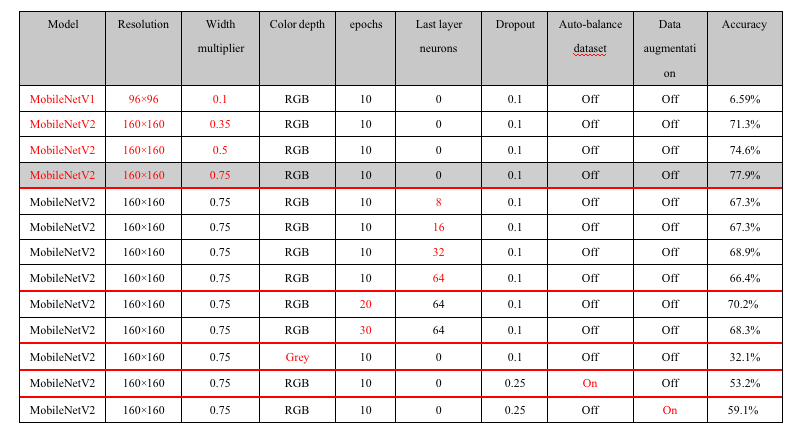 Model Resolution Width multiplier Color depth epochs Last layer neurons Dropout Auto-balance dataset Data augmentati on Accuracy
MobileNetV1 96×96 0.1 RGB 10 0 0.1 Off Off 6.59%
MobileNetV2 160×160 0.35 RGB 10 0 0.1 Off Off 71.3%
MobileNetV2 160×160 0.5 RGB 10 0 0.1 Off Off 74.6%
MobileNetV2 160×160 0.75 RGB 10 0 0.1 Off Off 77.9%
MobileNetV2 160×160 0.75 RGB 10 8 0.1 Off Off 67.3%
MobileNetV2 160×160 0.75 RGB 10 16 0.1 Off Off 67.3%
MobileNetV2 160×160 0.75 RGB 10 32 0.1 Off Off 68.9%
MobileNetV2 160×160 0.75 RGB 10 64 0.1 Off Off 66.4%
MobileNetV2 160×160 0.75 RGB 20 64 0.1 Off Off 70.2%
MobileNetV2 160×160 0.75 RGB 30 64 0.1 Off Off 68.3%
MobileNetV2 160×160 0.75 Grey 10 0 0.1 Off Off 32.1%
MobileNetV2 160×160 0.75 RGB 10 0 0.25 On Off 53.2%
MobileNetV2 160×160 0.75 RGB 10 0 0.25 Off On 59.1%